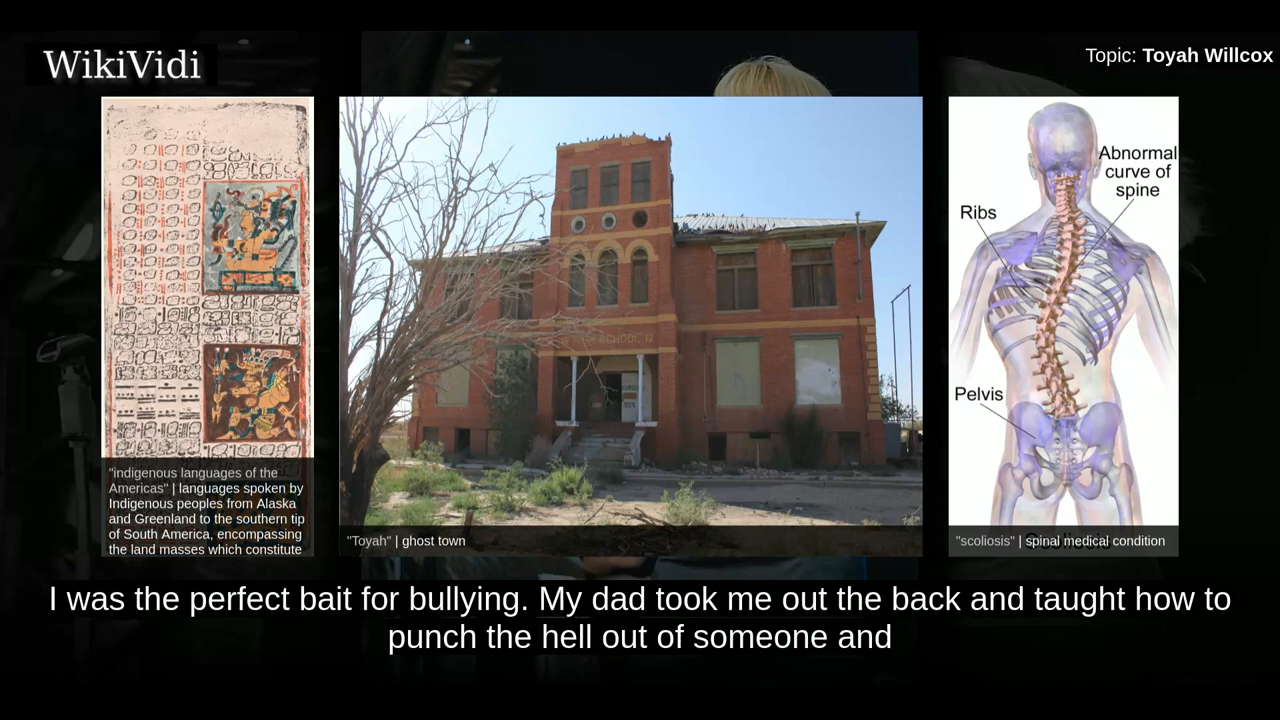 WikiVidi
Topic: Toyah Willcox
Abnormal
curve of
spine
Ribs
Pelvis
"indigenous languages of the
Americas" | languages spoken by
Indigenous peoples from Alaska
and Greenland to the southern tip
of South America, encompassing
the land masses which constitute
"Toyah" | ghost town
"scoliosis" | spinal medical condition
I was the perfect bait for bullying. My dad took me out the back and taught how to
punch the hell out of someone and